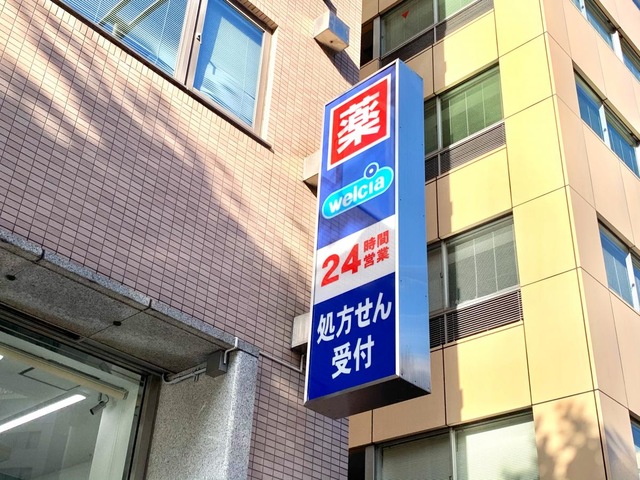 薬
welcia
24時間
営業
処方せん
受付